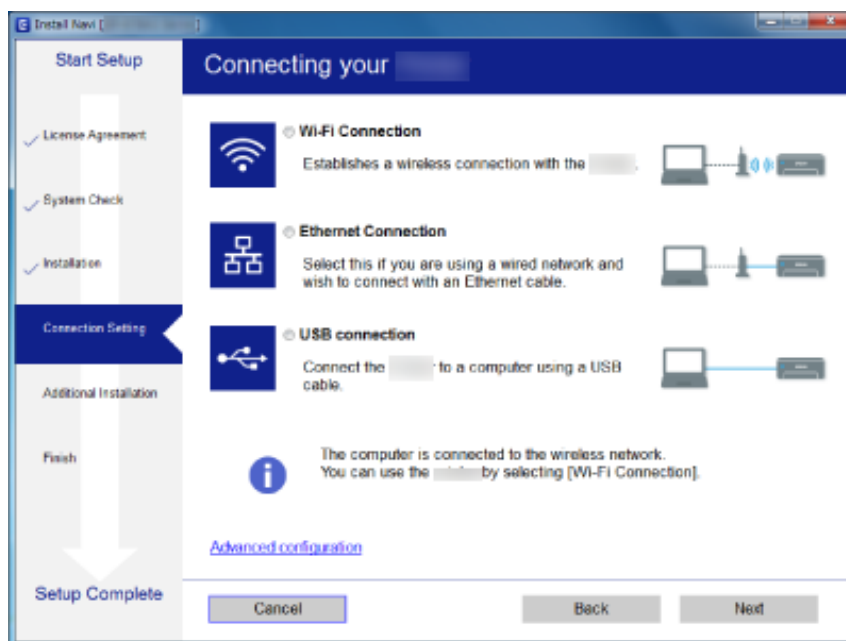 Install Navi [
]
Start Setup
License Agreement
System Check
Installation
Connection Setting
Additional Installation
Finish
Setup Complete
Connecting your
Wi-Fi Connection
Establishes a wireless connection with the .
Ethernet Connection
Select this if you are using a wired network and
wish to connect with an Ethernet cable.
USB connection
Connect the to a computer using a USB
cable.
The computer is connected to the wireless network.
You can use the by selecting [Wi-Fi Connection].
Advanced configuration
Cancel
Back
Next